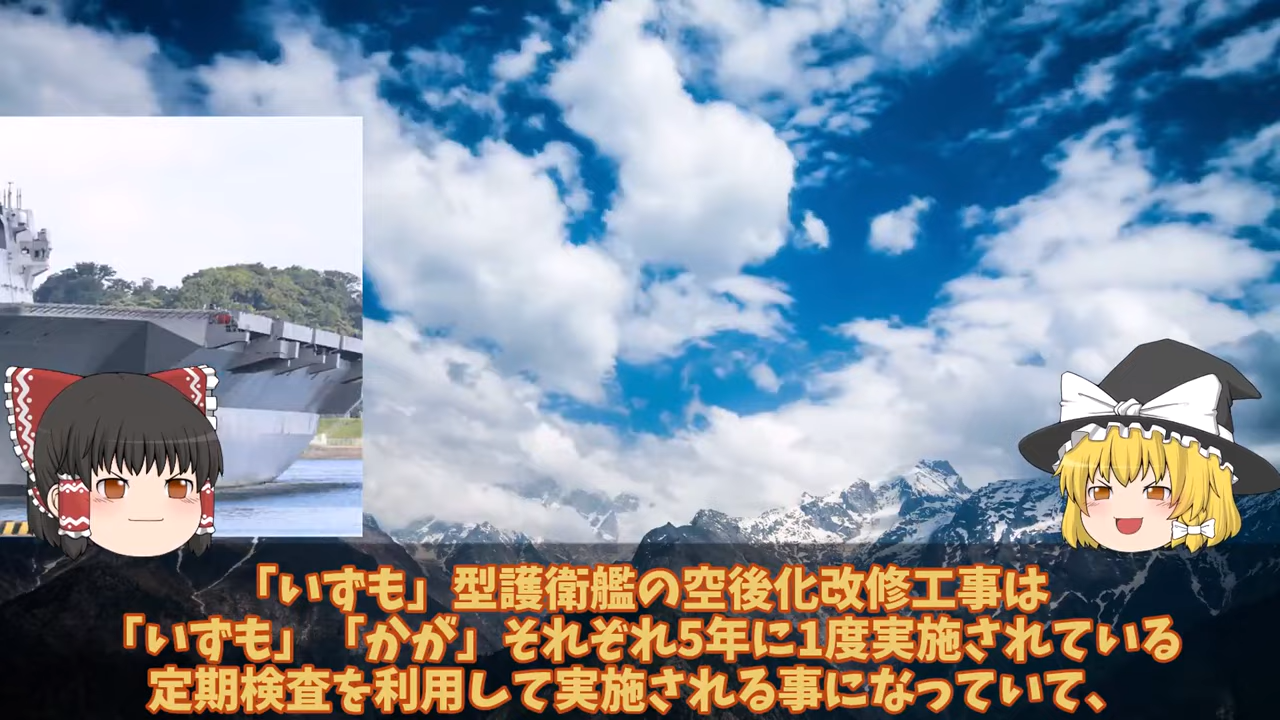 「いずも」型護衛艦の空後化改修工事は
「いずも」「かが」それぞれ5年に1度実施されている
定期検査を利用して実施される事になっていて、